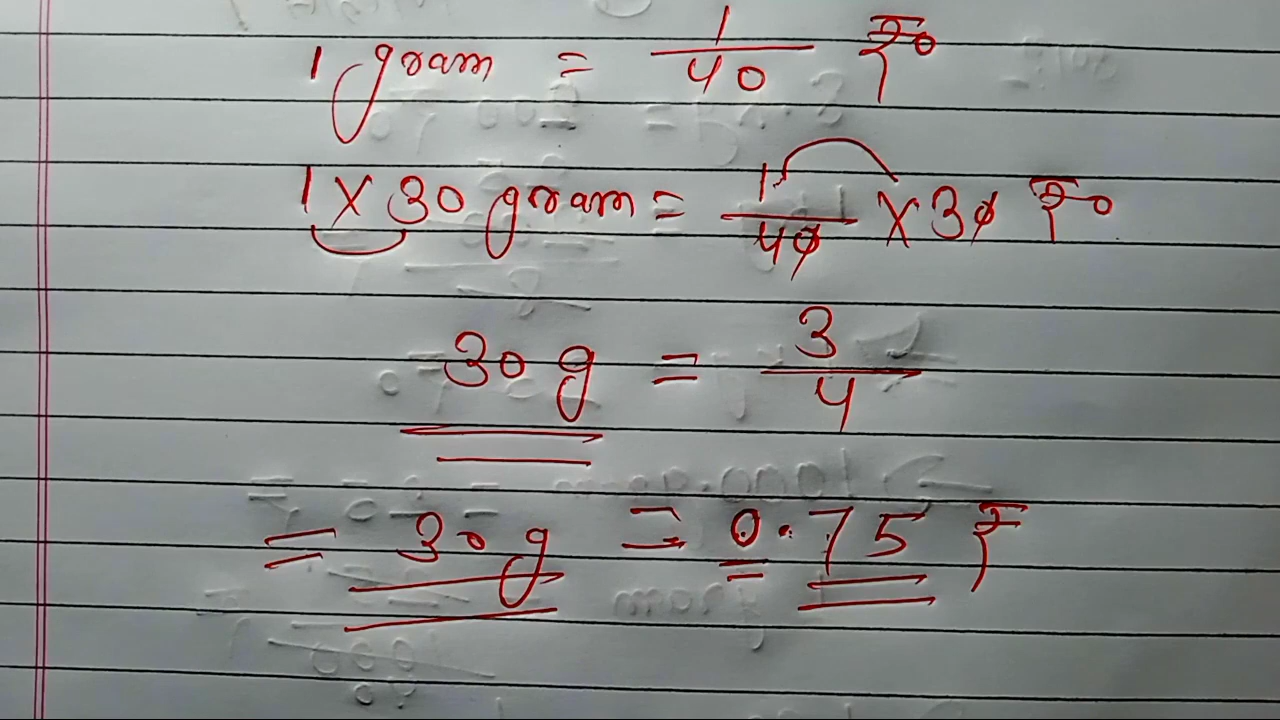 1 gram = 1/40 रु०
1 X 30 gram = 1/40 X 30 रु०
30 g = 3/4
= 30 g = 0.75 ₹